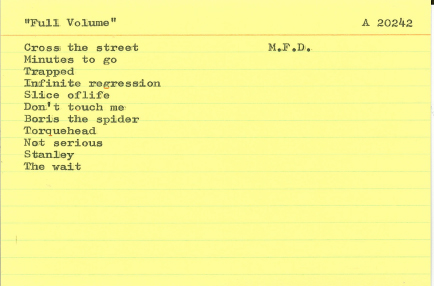 "Full Volume" A 20242
Cross the street M.F.D.
Minutes to go
Trapped
Infinite regression
Slice oflife
Don't touch me
Boris the spider
Torquehead
Not serious
Stanley
The wait